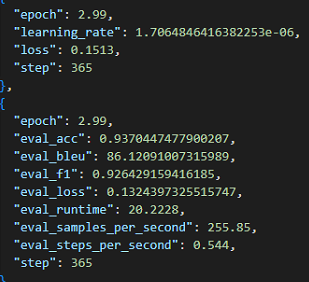 "epoch": 2.99,
"learning_rate": 1.7064846416382253e-06,
"loss": 0.1513,
"step": 365
},
{
"epoch": 2.99,
"eval_acc": 0.9370447477900207,
"eval_bleu": 86.12091007315989,
"eval_f1": 0.926429159416185,
"eval_loss": 0.1324397325515747,
"eval_runtime": 20.2228,
"eval_samples_per_second": 255.85,
"eval_steps_per_second": 0.544,
"step": 365
}